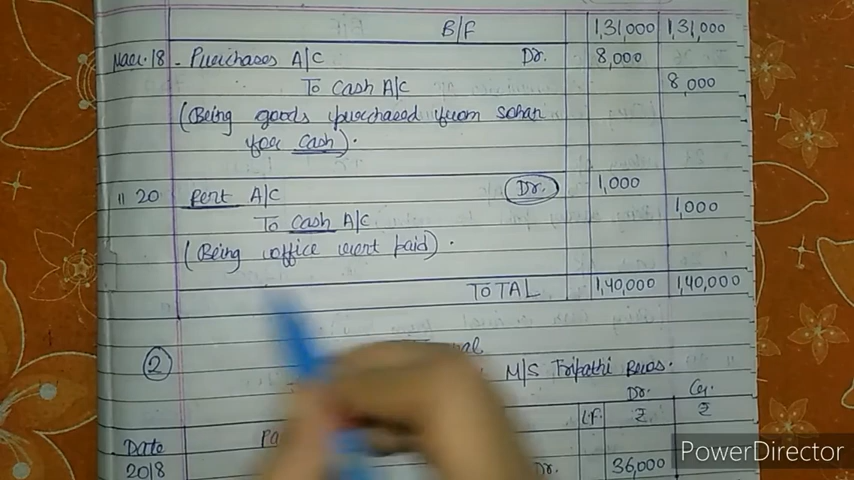 B/F 1,31,000 1,31,000
Mar. 18 - Purchases A/C Dr. 8,000
To Cash A/C 8,000
(Being goods purchased from sohan
for cash).
" 20 Rent A/C Dr. 1,000
To Cash A/C 1,000
(Being office rent paid).
TOTAL 1,40,000 1,40,000
②
M/S Tripathi Bros.
Dr. Cr.
Date L.F. ₹ ₹
2018 Dr. 36,000
PowerDirector